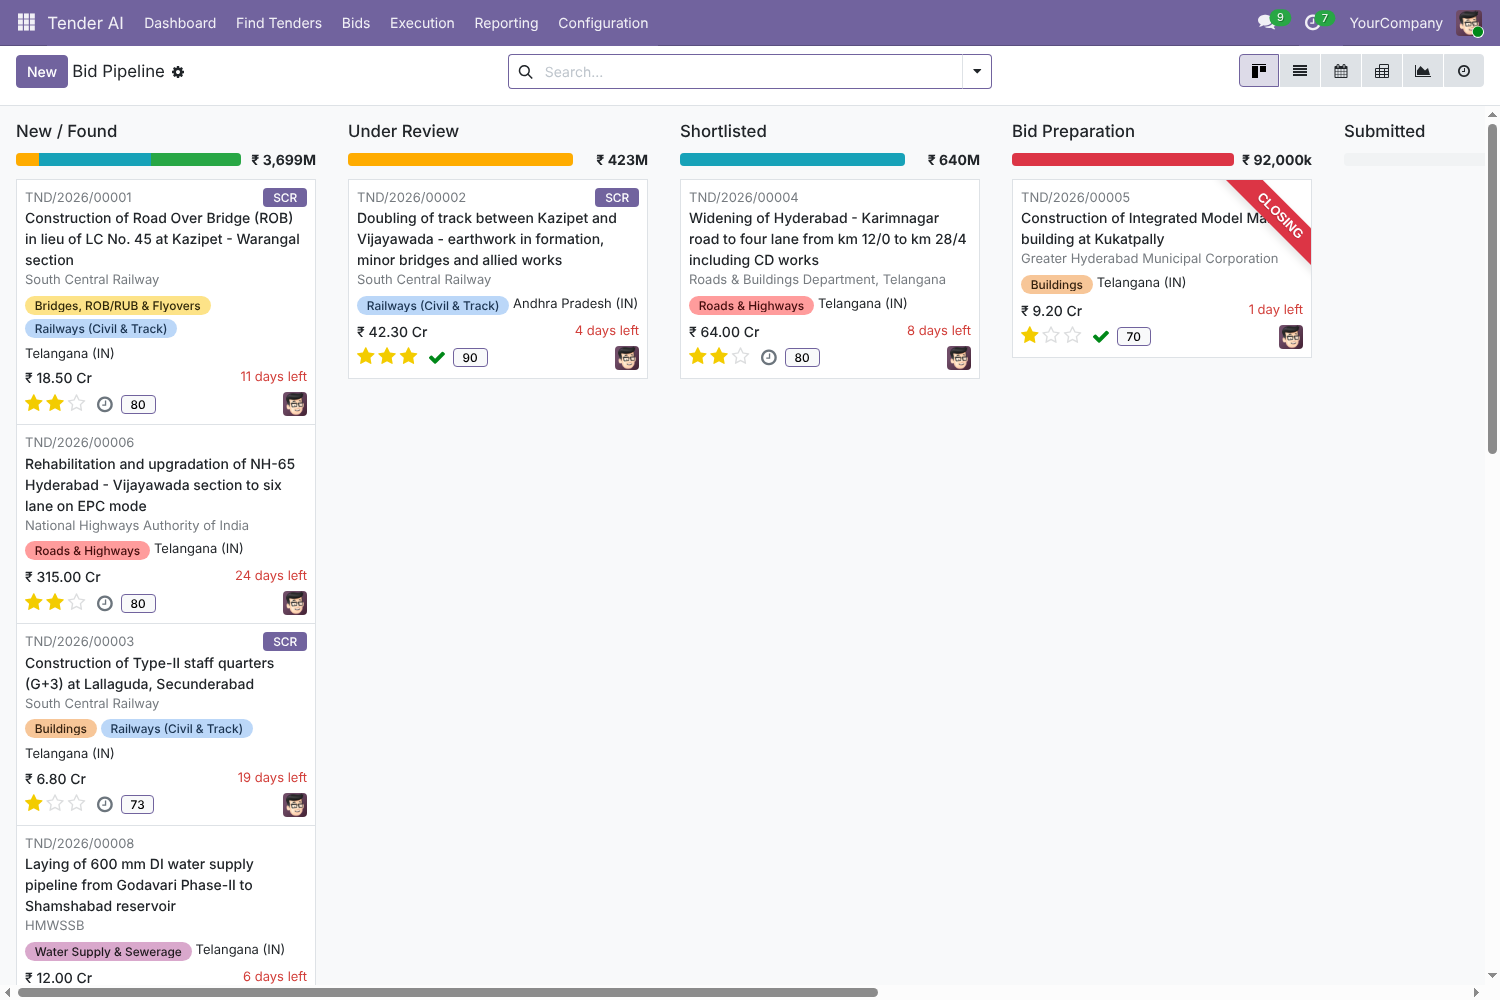 Tender AI
Dashboard
Find Tenders
Bids
Execution
Reporting
Configuration
9
7
YourCompany
New
Bid Pipeline
Search...
New / Found
₹ 3,699M
TND/2026/00001
SCR
Construction of Road Over Bridge (ROB)
in lieu of LC No. 45 at Kazipet - Warangal
section
South Central Railway
Bridges, ROB/RUB & Flyovers
Railways (Civil & Track)
Telangana (IN)
₹ 18.50 Cr
11 days left
80
TND/2026/00006
Rehabilitation and upgradation of NH-65
Hyderabad - Vijayawada section to six
lane on EPC mode
National Highways Authority of India
Roads & Highways
Telangana (IN)
₹ 315.00 Cr
24 days left
80
TND/2026/00003
SCR
Construction of Type-II staff quarters
(G+3) at Lallaguda, Secunderabad
South Central Railway
Buildings
Railways (Civil & Track)
Telangana (IN)
₹ 6.80 Cr
19 days left
73
TND/2026/00008
Laying of 600 mm DI water supply
pipeline from Godavari Phase-II to
Shamshabad reservoir
HMWSSB
Water Supply & Sewerage
Telangana (IN)
₹ 12.00 Cr
6 days left
Under Review
₹ 423M
TND/2026/00002
SCR
Doubling of track between Kazipet and
Vijayawada - earthwork in formation,
minor bridges and allied works
South Central Railway
Railways (Civil & Track)
Andhra Pradesh (IN)
₹ 42.30 Cr
4 days left
90
Shortlisted
₹ 640M
TND/2026/00004
Widening of Hyderabad - Karimnagar
road to four lane from km 12/0 to km 28/4
including CD works
Roads & Buildings Department, Telangana
Roads & Highways
Telangana (IN)
₹ 64.00 Cr
8 days left
80
Bid Preparation
₹ 92,000k
TND/2026/00005
CLOSING
Construction of Integrated Model Ma
building at Kukatpally
Greater Hyderabad Municipal Corporation
Buildings
Telangana (IN)
₹ 9.20 Cr
1 day left
70
Submitted